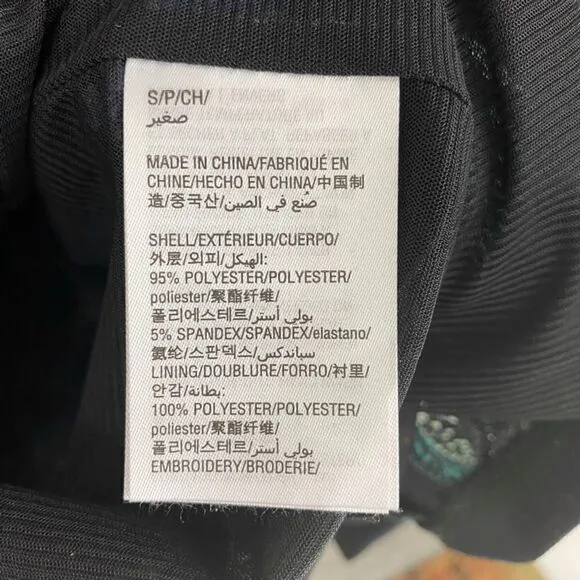 S/P/CH/
صغير
MADE IN CHINA/FABRIQUÉ EN
CHINE/HECHO EN CHINA/中国制
造/중국산/صُنع في الصين
SHELL/EXTÉRIEUR/CUERPO/
外层/외피/الهيكل:
95% POLYESTER/POLYESTER/
poliester/聚酯纤维/
폴리에스테르/بولي أستر
5% SPANDEX/SPANDEX/elastano/
氨纶/스판덱스/سباندكس
LINING/DOUBLURE/FORRO/衬里/
안감/بطانة:
100% POLYESTER/POLYESTER/
poliester/聚酯纤维/
폴리에스테르/بولي أستر
EMBROIDERY/BRODERIE/